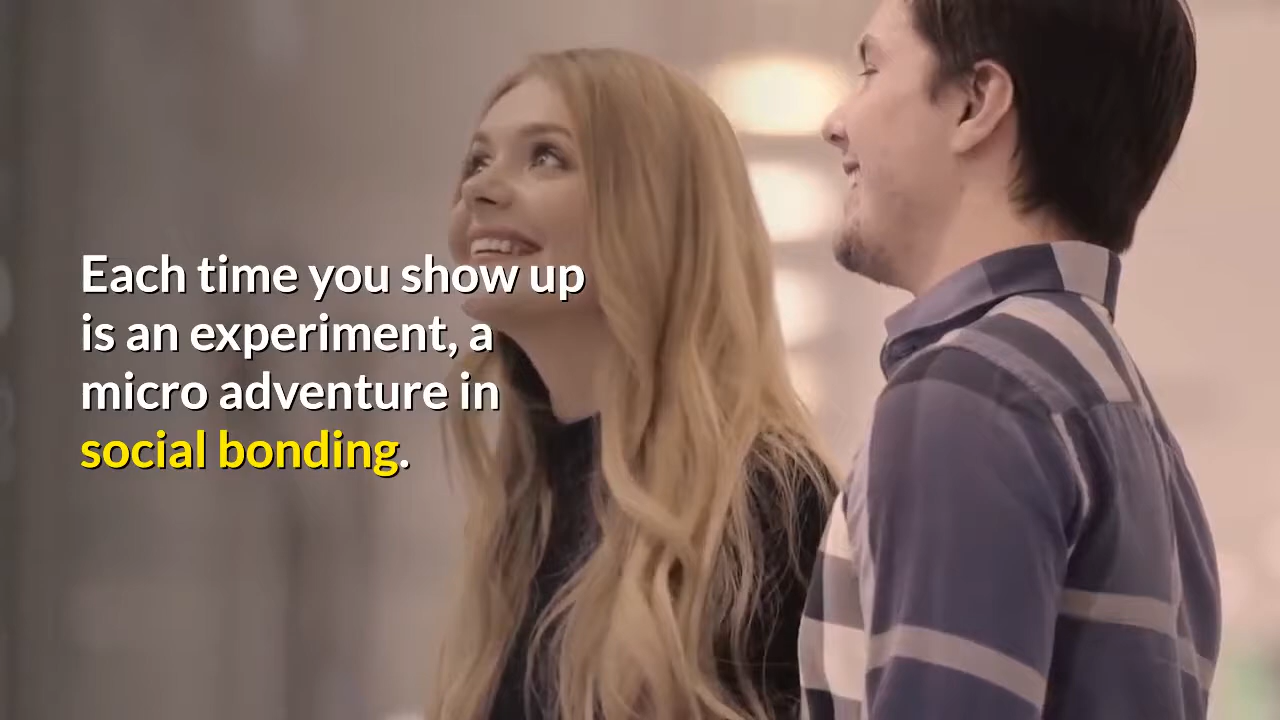 Each time you show up
is an experiment, a
micro adventure in
social bonding.